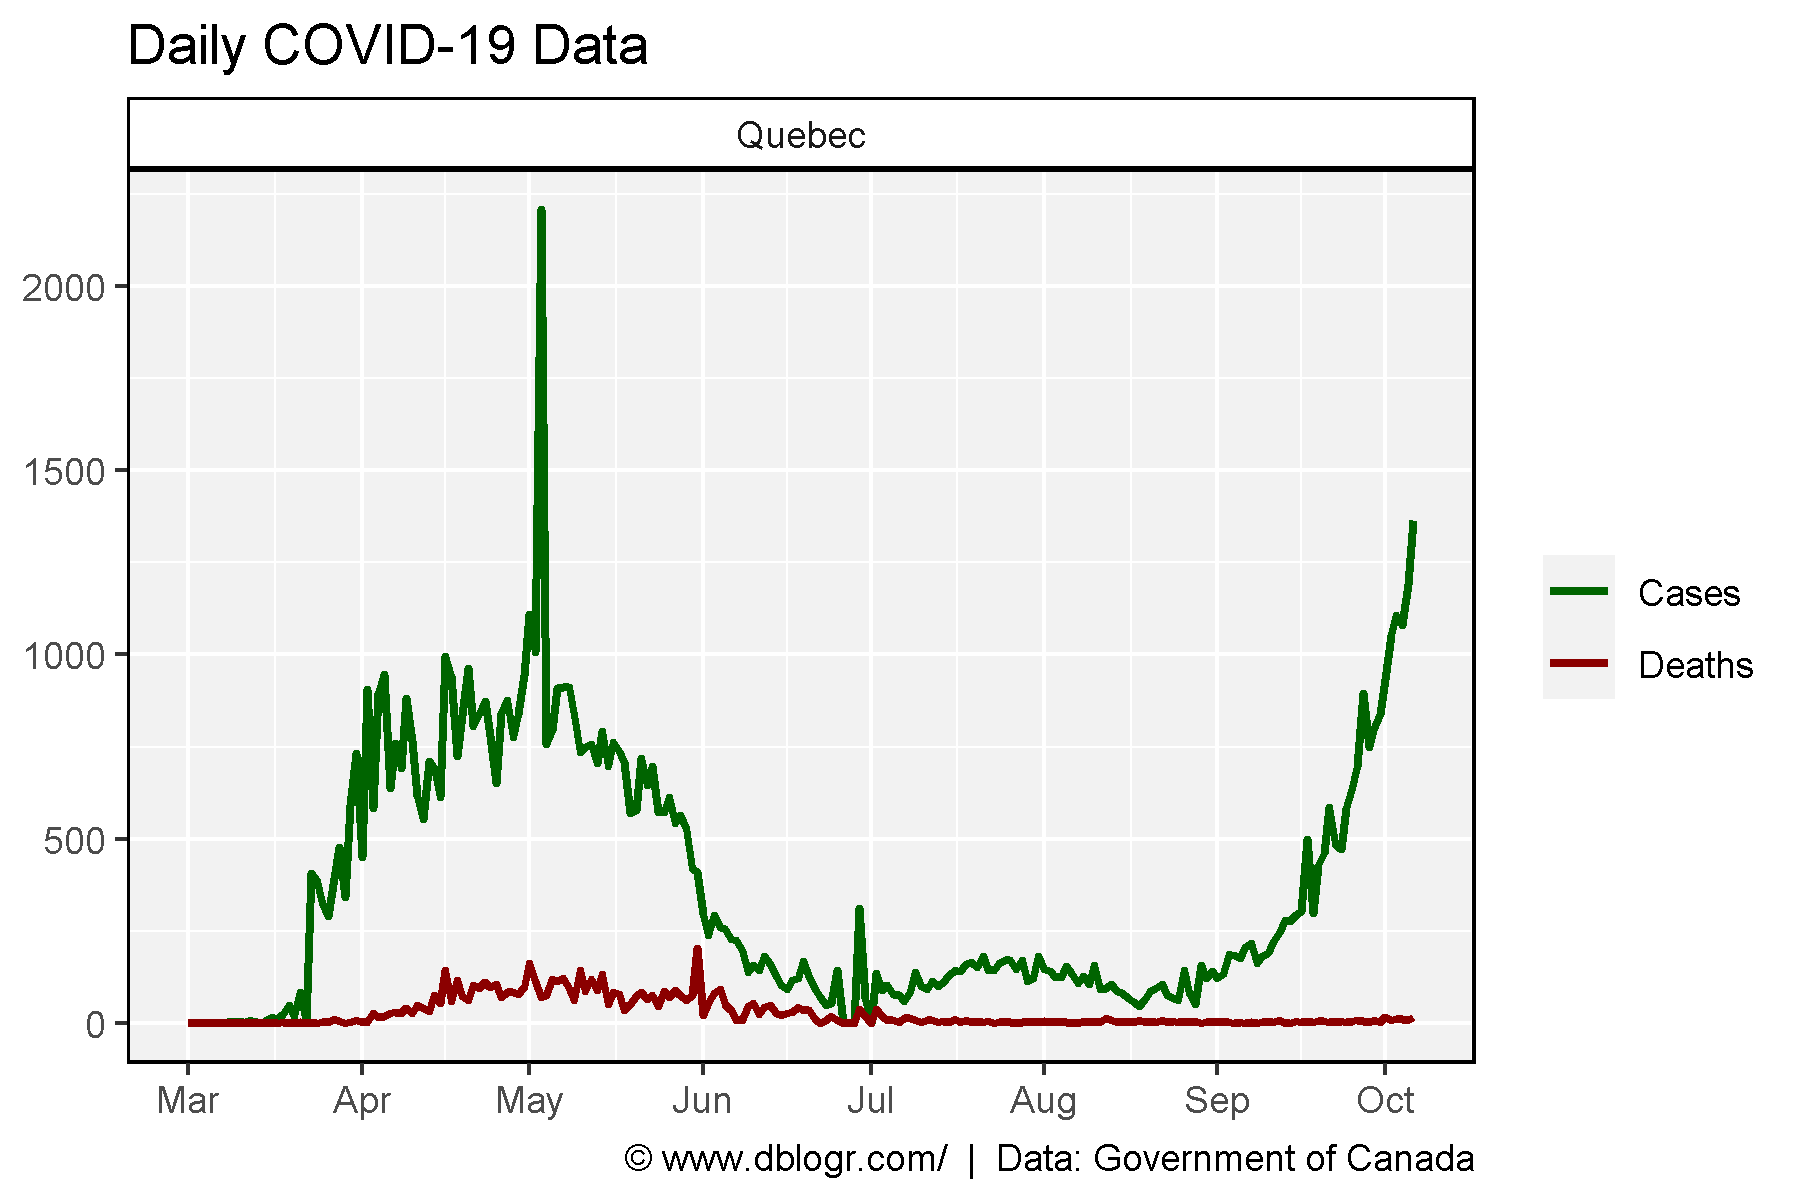 Daily COVID-19 Data
Quebec
2000
1500
1000
500
0
Mar Apr May Jun Jul Aug Sep Oct
Cases
Deaths
© www.dblogr.com/ | Data: Government of Canada